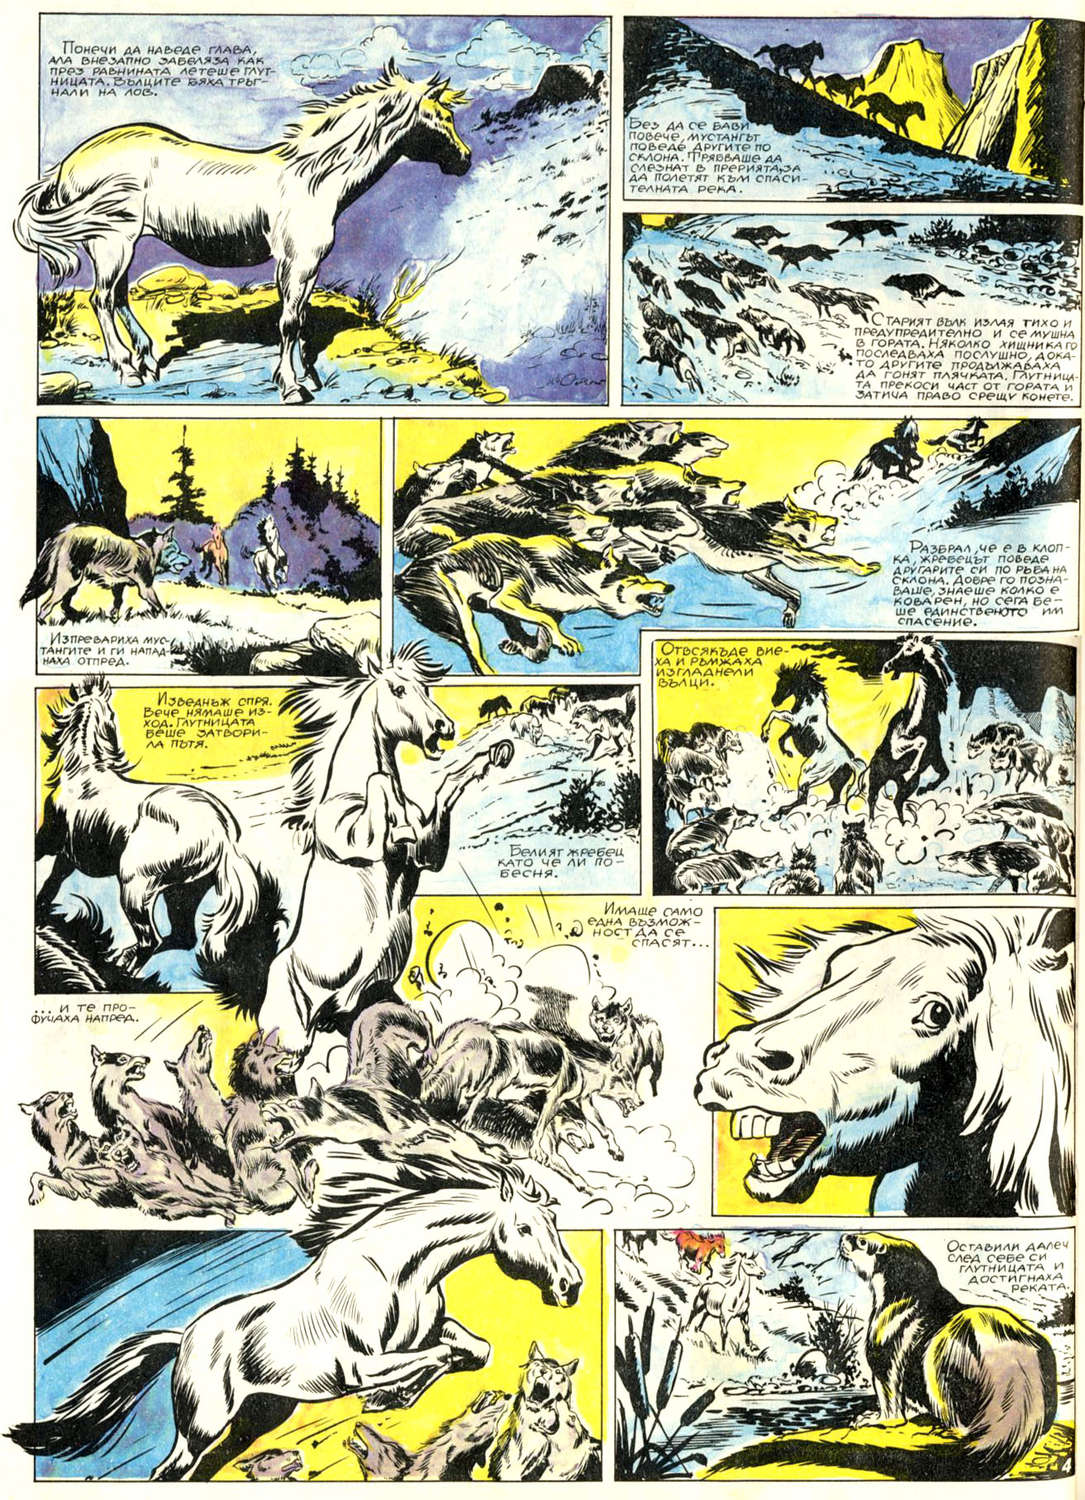 Понечи да наведе глава,
ала внезапно забеляза как
през равнината летеше глут-
ницата. Вълците бяха тръг-
нали на лов.
Без да се бави
повече, мустангът
поведе другите по
склона. Трябваше да
слезнат в прерията, за
да полетят към спаси-
телната река.
Старият вълк излая тихо и
предупредително и се мушна
в гората. Няколко хищника го
последваха послушно, дока-
то другите продължаваха
да гонят плячката. Глутница-
та прекоси част от гората и
затича право срещу конете.
Изпревариха мус-
тангите и ги напад-
наха отпред.
Разбрал, че е в клоп-
ка, жребецът поведе
другарите си по ръба на
склона. Добре го позна-
ваше, знаеше колко е
коварен, но сега бе-
ше единственото им
спасение.
Изведнъж спря.
Вече нямаше из-
ход. Глутницата
беше затвори-
ла пътя.
Белият жребец
като че ли по-
бесня.
Отвсякъде вие-
ха и ръмжаха
изгладнели
вълци.
Имаше само
една възмож-
ност да се
спасят...
... и те про-
фучаха напред.
Оставили далеч
след себе си
глутницата и
достигнаха
реката.
4